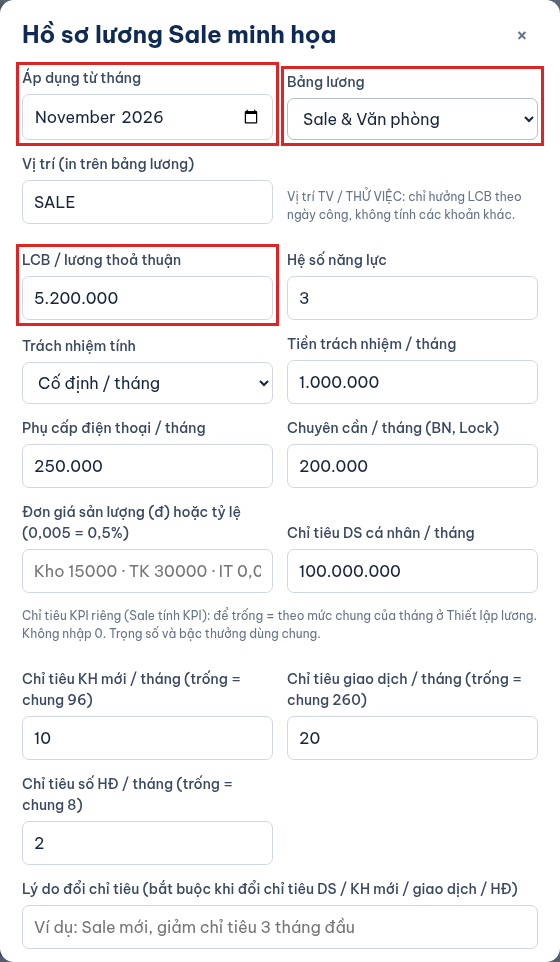 Hồ sơ lương Sale minh họa
×
Áp dụng từ tháng
Bảng lương
November 2026
Sale & Văn phòng
Vị trí (in trên bảng lương)
SALE
Vị trí TV / THỬ VIỆC: chỉ hưởng LCB theo
ngày công, không tính các khoản khác.
LCB / lương thoả thuận
Hệ số năng lực
5.200.000
3
Trách nhiệm tính
Tiền trách nhiệm / tháng
Cố định / tháng
1.000.000
Phụ cấp điện thoại / tháng
Chuyên cần / tháng (BN, Lock)
250.000
200.000
Đơn giá sản lượng (đ) hoặc tỷ lệ
(0,005 = 0,5%)
Chỉ tiêu DS cá nhân / tháng
Kho 15000 · TK 30000 · IT 0,0
100.000.000
Chỉ tiêu KPI riêng (Sale tính KPI): để trống = theo mức chung của tháng ở Thiết lập lương.
Không nhập 0. Trọng số và bậc thưởng dùng chung.
Chỉ tiêu KH mới / tháng (trống =
chung 96)
Chỉ tiêu giao dịch / tháng (trống =
chung 260)
10
20
Chỉ tiêu số HĐ / tháng (trống =
chung 8)
2
Lý do đổi chỉ tiêu (bắt buộc khi đổi chỉ tiêu DS / KH mới / giao dịch / HĐ)
Ví dụ: Sale mới, giảm chỉ tiêu 3 tháng đầu